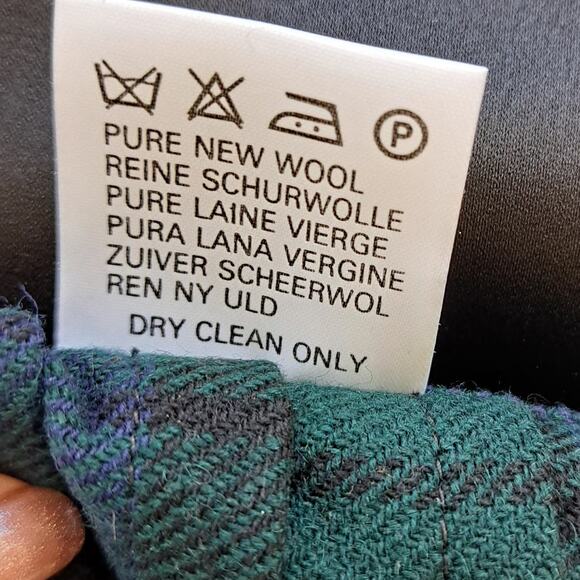 P
PURE NEW WOOL
REINE SCHURWOLLE
PURE LAINE VIERGE
PURA LANA VERGINE
ZUIVER SCHEERWOL
REN NY ULD
DRY CLEAN ONLY